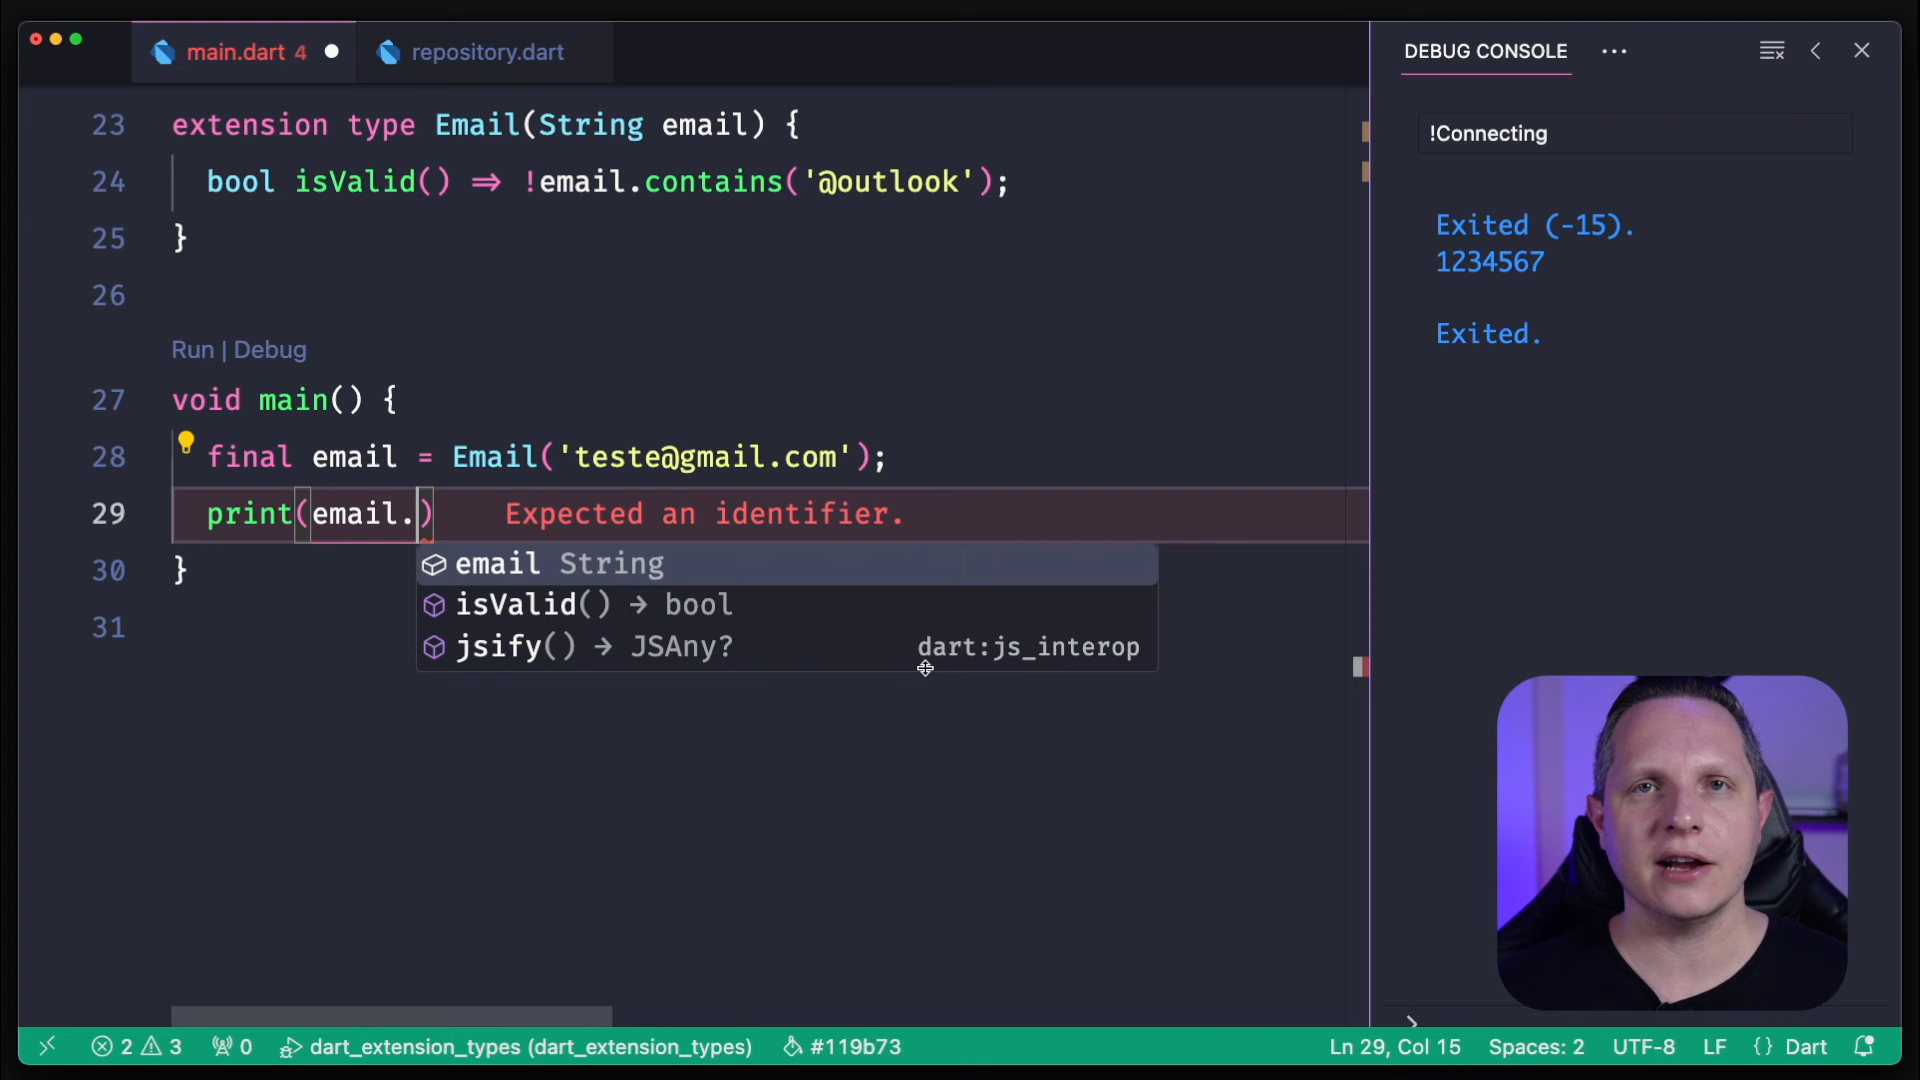 main.dart 4
repository.dart
DEBUG CONSOLE ...
!Connecting
23 extension type Email(String email) {
24 bool isValid() => !email.contains('@outlook');
25 }
26
Run | Debug
27 void main() {
28 final email = Email('teste@gmail.com');
29 print(email.) Expected an identifier.
30 }
31
email String
isValid() → bool
jsify() → JSAny? dart:js_interop
Exited (-15).
1234567
Exited.
2 3 0 dart_extension_types (dart_extension_types) #119b73 Ln 29, Col 15 Spaces: 2 UTF-8 LF {} Dart